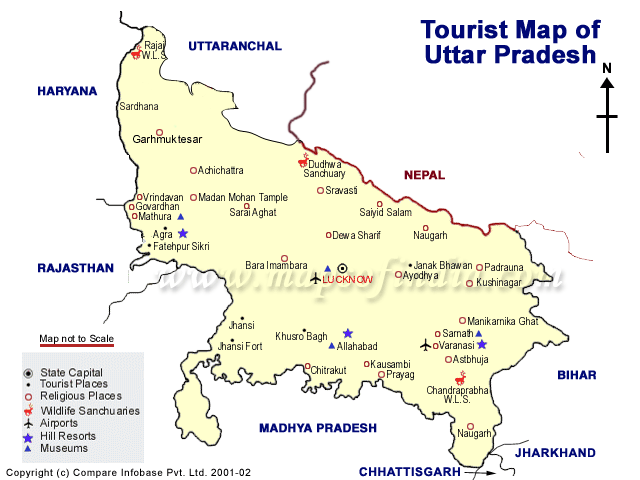 Tourist Map of
Uttar Pradesh
N
UTTARANCHAL
HARYANA
NEPAL
RAJASTHAN
MADHYA PRADESH
BIHAR
JHARKHAND
CHHATTISGARH
Rajaj
W.L.S.
Sardhana
Garhmuktesar
Achichattra
Dudhwa
Sanchuary
Sravasti
Vrindavan
Madan Mohan Tample
Govardhan
Sarai Aghat
Saiyid Salam
Mathura
Agra
Dewa Sharif
Naugarh
Fatehpur Sikri
Bara Imambara
LUCKNOW
Janak Bhawan
Padrauna
Ayodhya
Kushinagar
www.mapsofindia.com
Jhansi
Khusro Bagh
Manikarnika Ghat
Jhansi Fort
Allahabad
Sarnath
Varanasi
Chitrakut
Kausambi
Astbhuja
Prayag
Chandraprabha
W.L.S.
Naugarh
Map not to Scale
State Capital
Tourist Places
Religious Places
Wildlife Sanchuaries
Airports
Hill Resorts
Museums
Copyright (c) Compare Infobase Pvt. Ltd. 2001-02